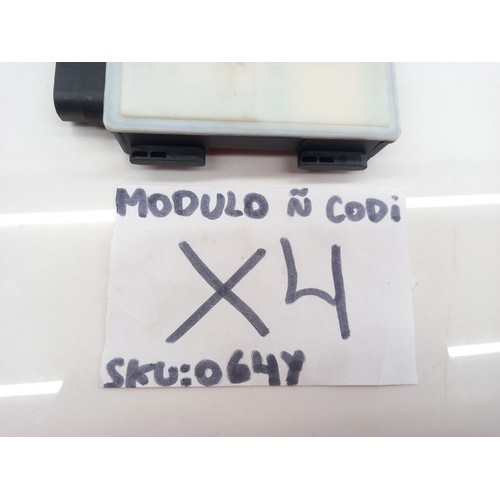 MODULO Ñ CODi
X4
SKU:064Y